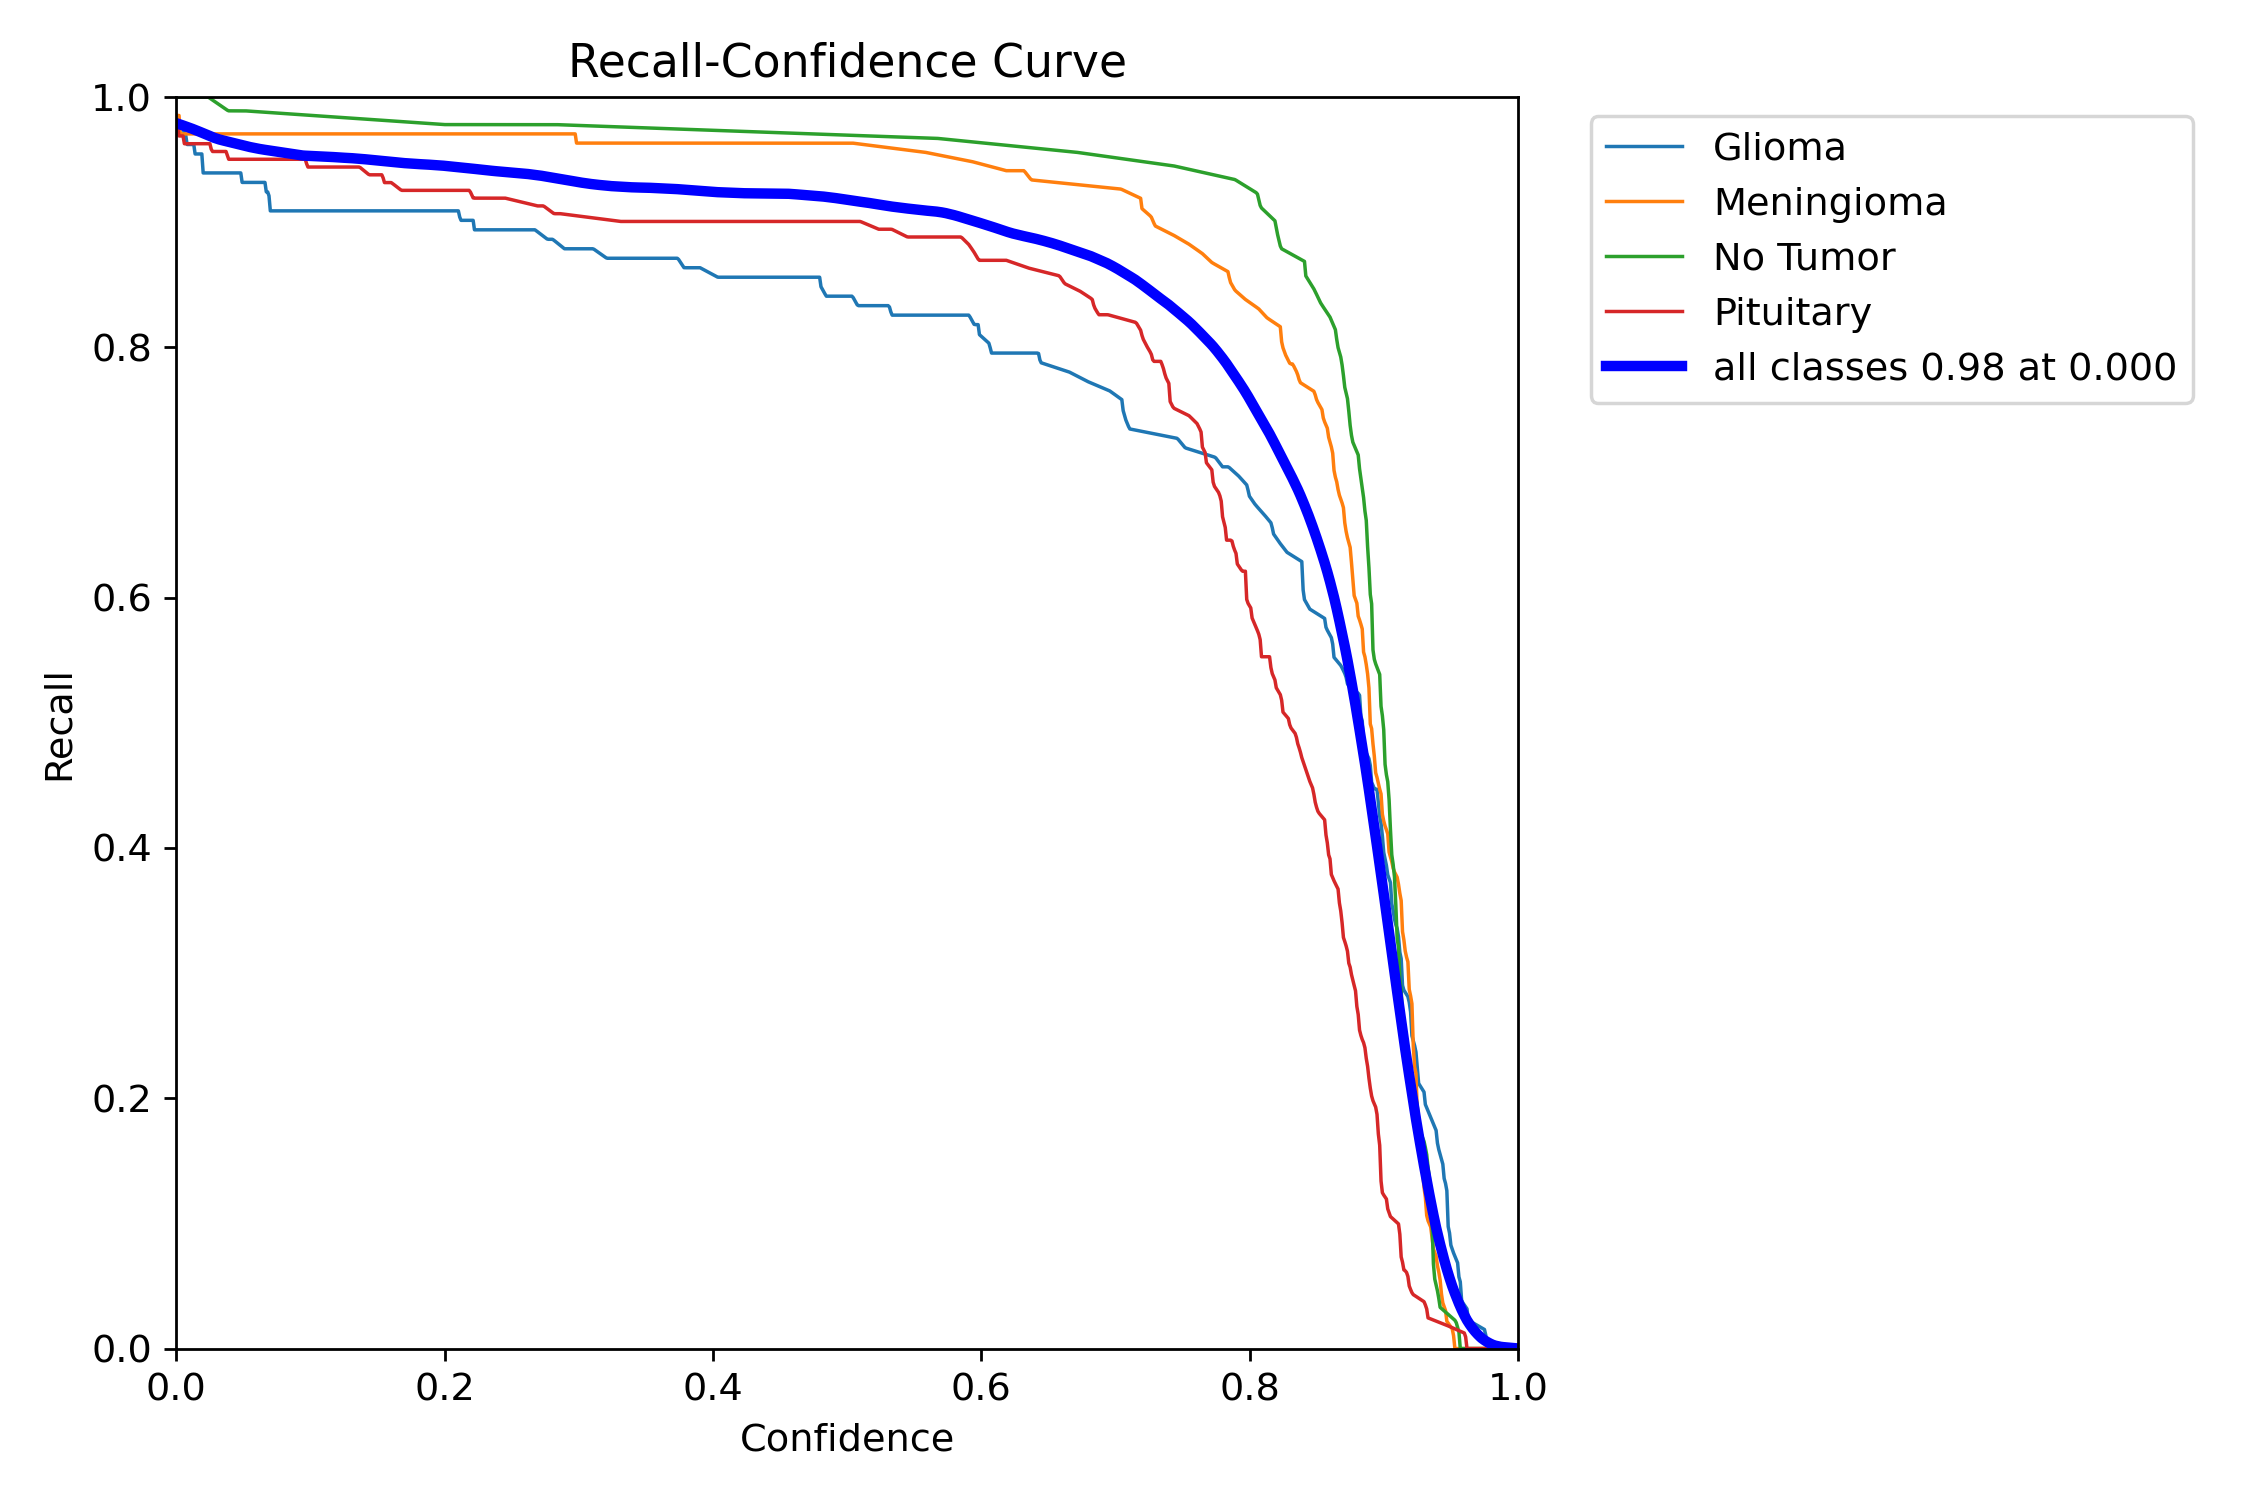 Recall-Confidence Curve
1.0
0.8
0.6
0.4
0.2
0.0
Recall
0.0 0.2 0.4 0.6 0.8 1.0
Confidence
Glioma
Meningioma
No Tumor
Pituitary
all classes 0.98 at 0.000